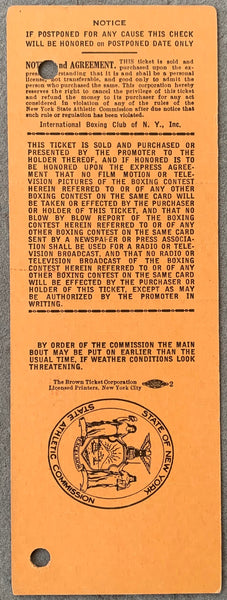 NOTICE
IF POSTPONED FOR ANY CAUSE THIS CHECK
WILL BE HONORED on POSTPONED DATE ONLY
NOT and AGREEMENT. THIS ticket is sold and
purchased upon the ex-
press understanding that it is and shall be a personal
license, not transferable, and good only to admit the
person who purchased the same. This corporation hereby
reserves the right to cancel the privilege of this ticket
and refund the money to its purchaser for any act
considered in violation of any of the rules of the
New York State Athletic Commission after due notice that
such rule or regulation has been violated.
International Boxing Club of N. Y., Inc.
THIS TICKET IS SOLD AND PURCHASED OR
PRESENTED BY THE PROMOTER TO THE
HOLDER THEREOF, AND IF HONORED IS TO
BE HONORED UPON THE EXPRESS AGREE-
MENT THAT NO FILM MOTION OR TELE-
VISION PICTURES OF THE BOXING CONTEST
HEREIN REFERRED TO OR OF ANY OTHER
BOXING CONTEST ON THE SAME CARD WILL
BE TAKEN OR EFFECTED BY THE PURCHASER
OR HOLDER OF THIS TICKET, AND THAT NO
BLOW BY BLOW REPORT OF THE BOXING
CONTEST HEREIN REFERRED TO OR OF ANY
OTHER BOXING CONTEST ON THE SAME CARD
SENT BY A NEWSPAPER OR PRESS ASSOCIA-
TION SHALL BE USED FOR A RADIO OR TELE-
VISION BROADCAST, AND THAT NO RADIO OR
TELEVISION BROADCAST OF THE BOXING
CONTEST HEREIN REFERRED TO OR OF ANY
OTHER BOXING CONTEST ON THE SAME CARD
WILL BE EFFECTED BY THE PURCHASER OR
HOLDER OF THIS TICKET, EXCEPT AS MAY
BE AUTHORIZED BY THE PROMOTER IN
WRITING.
BY ORDER OF THE COMMISSION THE MAIN
BOUT MAY BE PUT ON EARLIER THAN THE
USUAL TIME, IF WEATHER CONDITIONS LOOK
THREATENING.
The Brown Ticket Corporation
Licensed Printers, New York City
2
STATE OF NEW YORK
STATE ATHLETIC COMMISSION